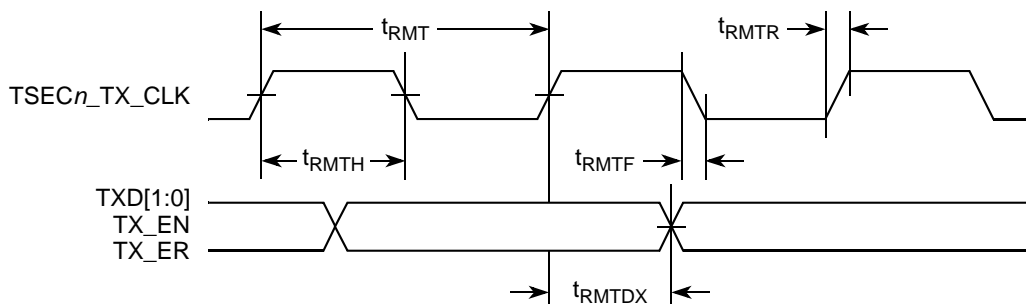 tRMT
tRMTR
TSECn_TX_CLK
tRMTH
tRMTF
TXD[1:0]
TX_EN
TX_ER
tRMTDX